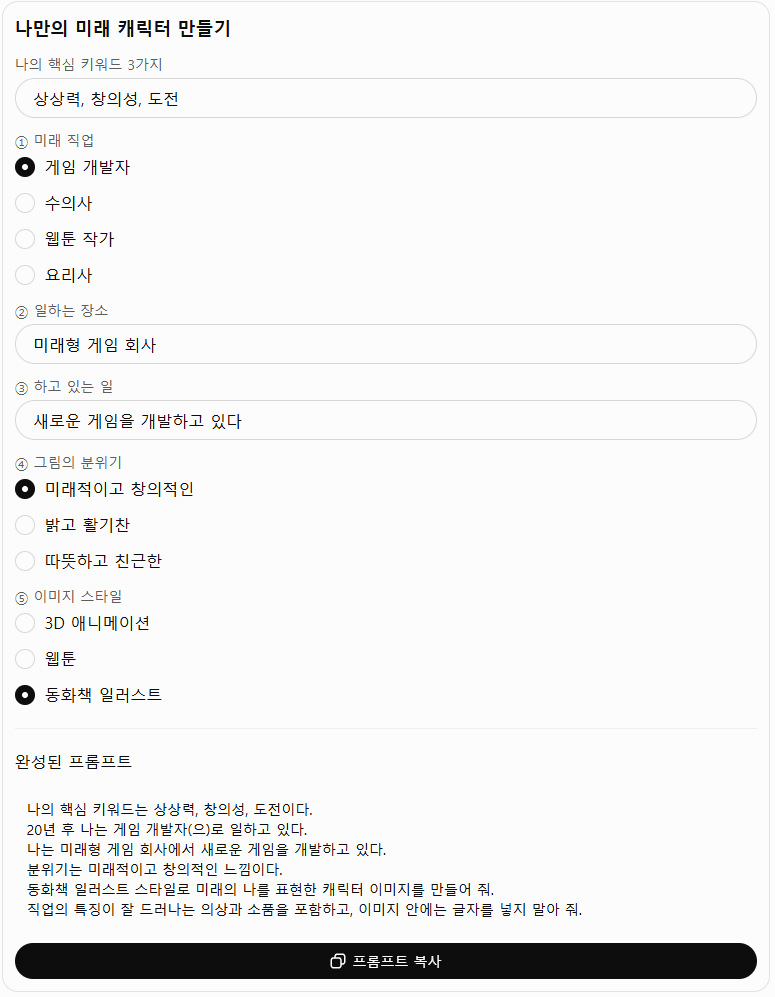 나만의 미래 캐릭터 만들기
나의 핵심 키워드 3가지
상상력, 창의성, 도전
① 미래 직업
게임 개발자
수의사
웹툰 작가
요리사
② 일하는 장소
미래형 게임 회사
③ 하고 있는 일
새로운 게임을 개발하고 있다
④ 그림의 분위기
미래적이고 창의적인
밝고 활기찬
따뜻하고 친근한
⑤ 이미지 스타일
3D 애니메이션
웹툰
동화책 일러스트
완성된 프롬프트
나의 핵심 키워드는 상상력, 창의성, 도전이다.
20년 후 나는 게임 개발자(으)로 일하고 있다.
나는 미래형 게임 회사에서 새로운 게임을 개발하고 있다.
분위기는 미래적이고 창의적인 느낌이다.
동화책 일러스트 스타일로 미래의 나를 표현한 캐릭터 이미지를 만들어 줘.
직업의 특징이 잘 드러나는 의상과 소품을 포함하고, 이미지 안에는 글자를 넣지 말아 줘.
프롬프트 복사